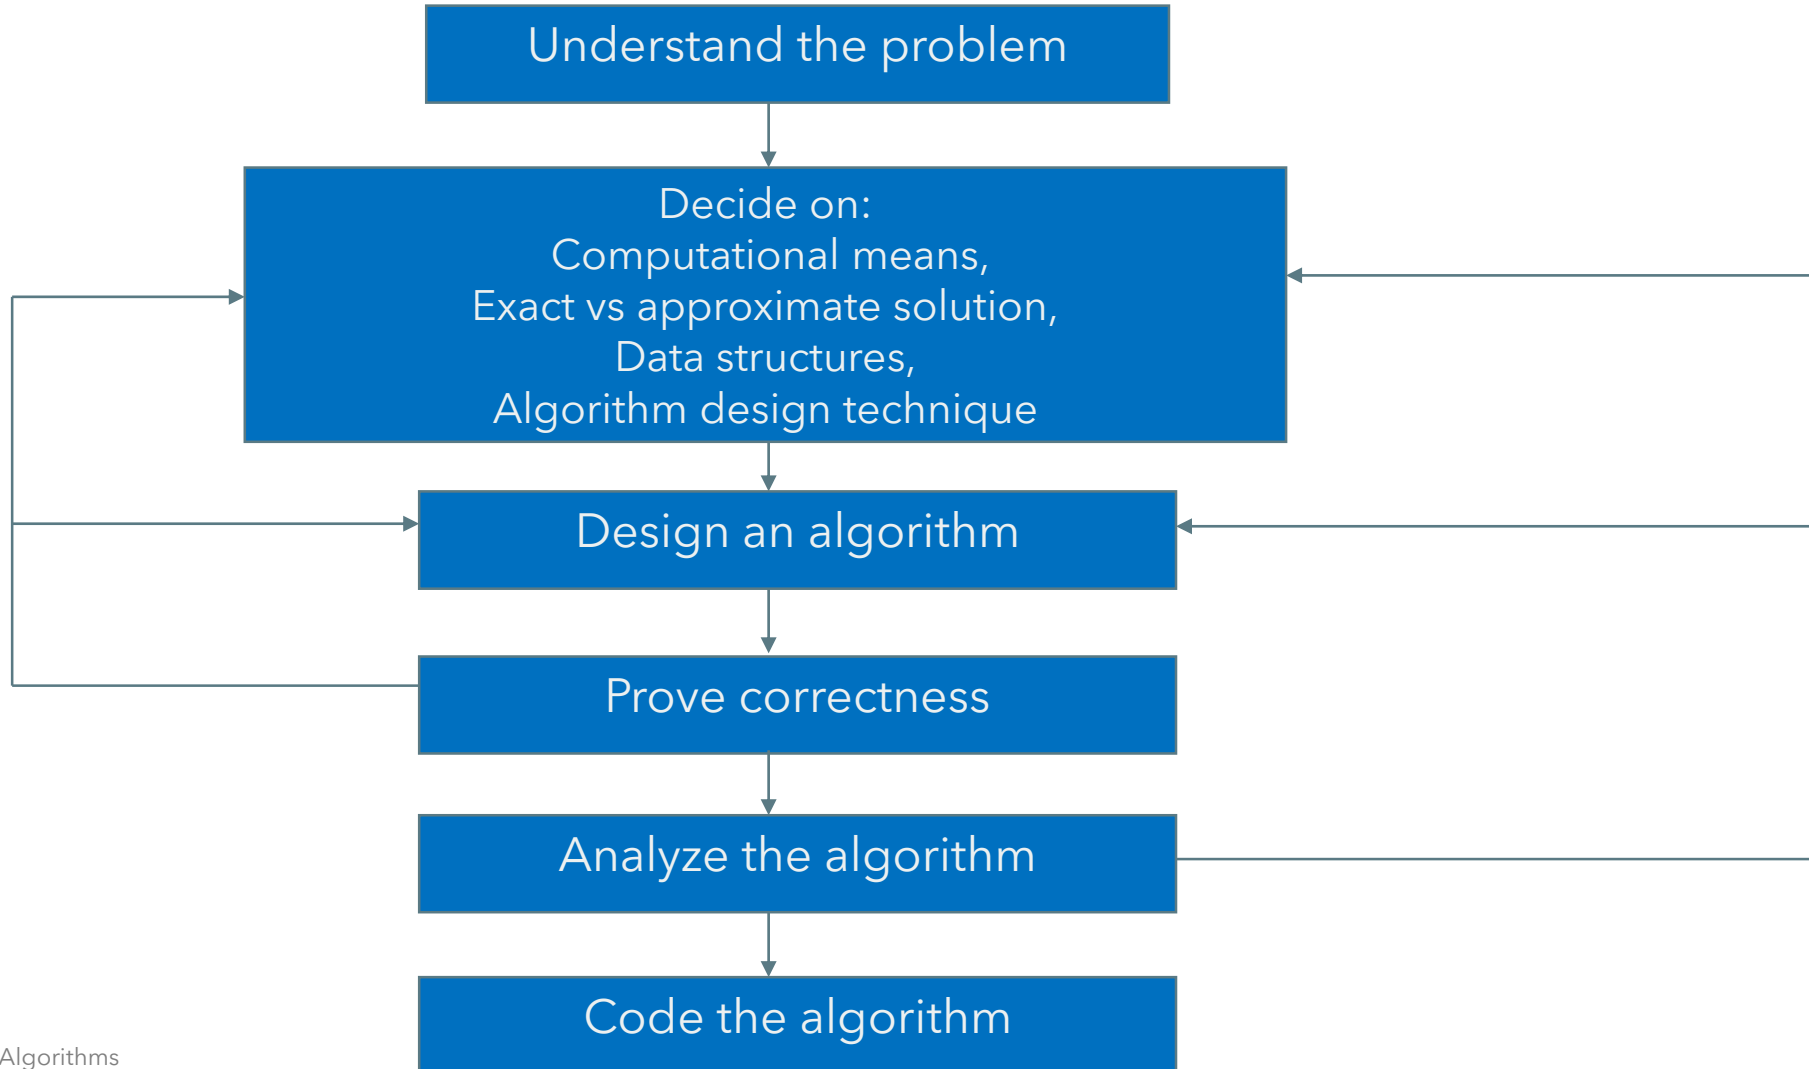 Understand the problem
Decide on:
Computational means,
Exact vs approximate solution,
Data structures,
Algorithm design technique
Design an algorithm
Prove correctness
Analyze the algorithm
Code the algorithm
Algorithms